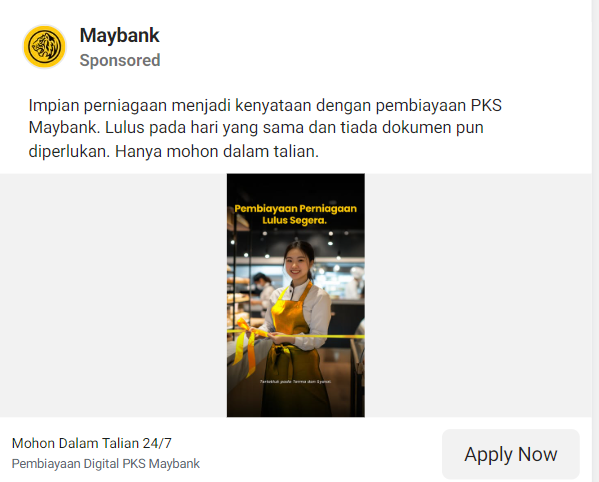 Maybank
Sponsored
Impian perniagaan menjadi kenyataan dengan pembiayaan PKS
Maybank. Lulus pada hari yang sama dan tiada dokumen pun
diperlukan. Hanya mohon dalam talian.
Pembiayaan Perniagaan
Lulus Segera.
Tertakluk pada Terma dan Syarat.
Mohon Dalam Talian 24/7
Pembiayaan Digital PKS Maybank
Apply Now